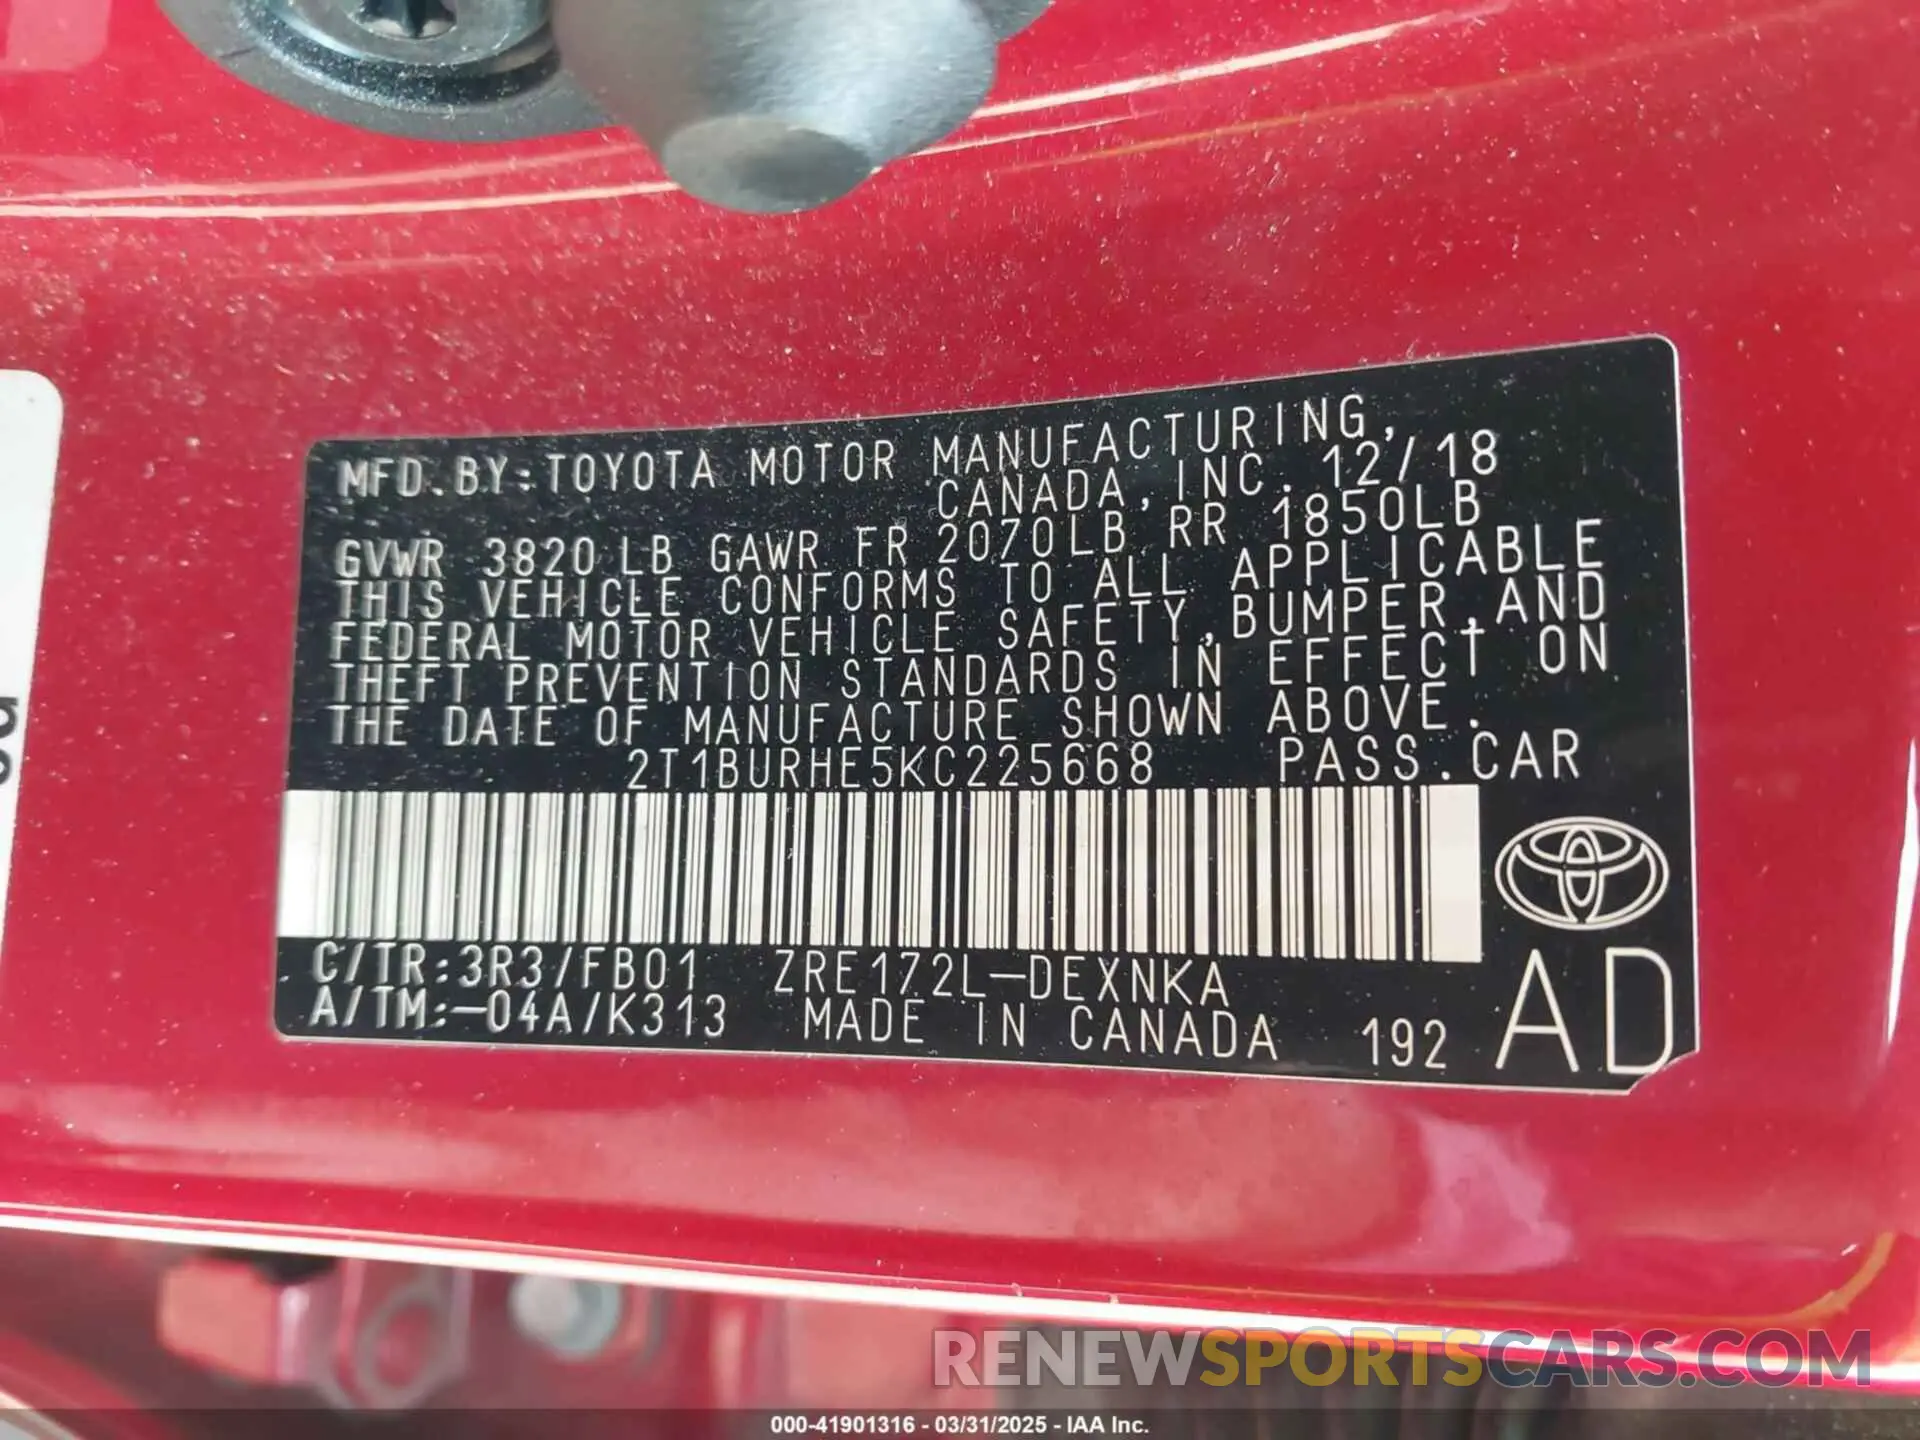 MFD.BY:TOYOTA MOTOR MANUFACTURING,
CANADA,INC. 12/18
GVWR 3820LB GAWR FR 2070LB RR 1850LB
THIS VEHICLE CONFORMS TO ALL APPLICABLE
FEDERAL MOTOR VEHICLE SAFETY,BUMPER,AND
THEFT PREVENTION STANDARDS IN EFFECT ON
THE DATE OF MANUFACTURE SHOWN ABOVE.
2T1BURHE5KC225668 PASS.CAR
C/TR:3R3/FB01 ZRE172L-DEXNKA
A/TM:-04A/K313 MADE IN CANADA 192
AD
RENEWSPORTSCARS.COM
000-41901316 - 03/31/2025 - IAA Inc.